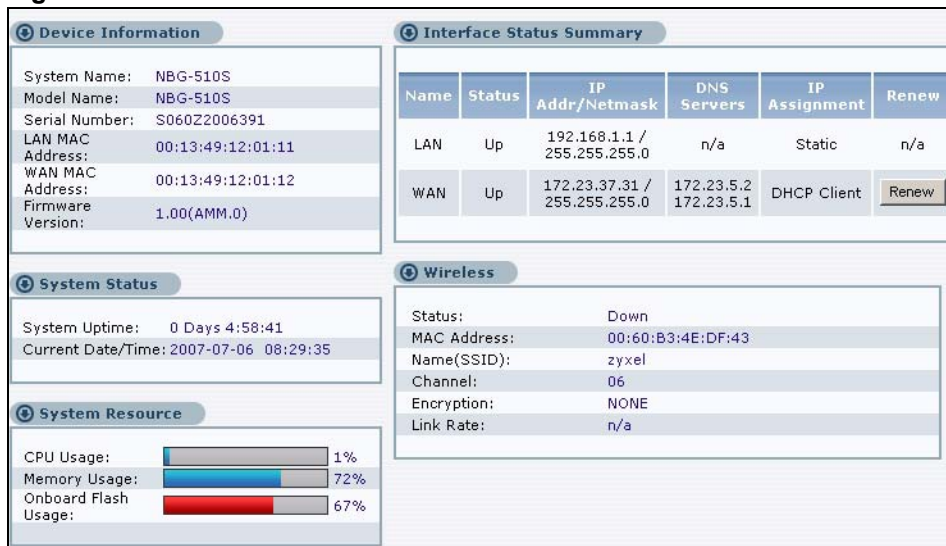 Device Information
System Name: NBG-510S
Model Name: NBG-510S
Serial Number: S060Z2006391
LAN MAC Address: 00:13:49:12:01:11
WAN MAC Address: 00:13:49:12:01:12
Firmware Version: 1.00(AMM.0)
System Status
System Uptime: 0 Days 4:58:41
Current Date/Time: 2007-07-06 08:29:35
System Resource
CPU Usage: 1%
Memory Usage: 72%
Onboard Flash Usage: 67%
Interface Status Summary
Name Status IP Addr/Netmask DNS Servers IP Assignment Renew
LAN Up 192.168.1.1 / 255.255.255.0 n/a Static n/a
WAN Up 172.23.37.31 / 255.255.255.0 172.23.5.2 172.23.5.1 DHCP Client Renew
Wireless
Status: Down
MAC Address: 00:60:B3:4E:DF:43
Name(SSID): zyxel
Channel: 06
Encryption: NONE
Link Rate: n/a